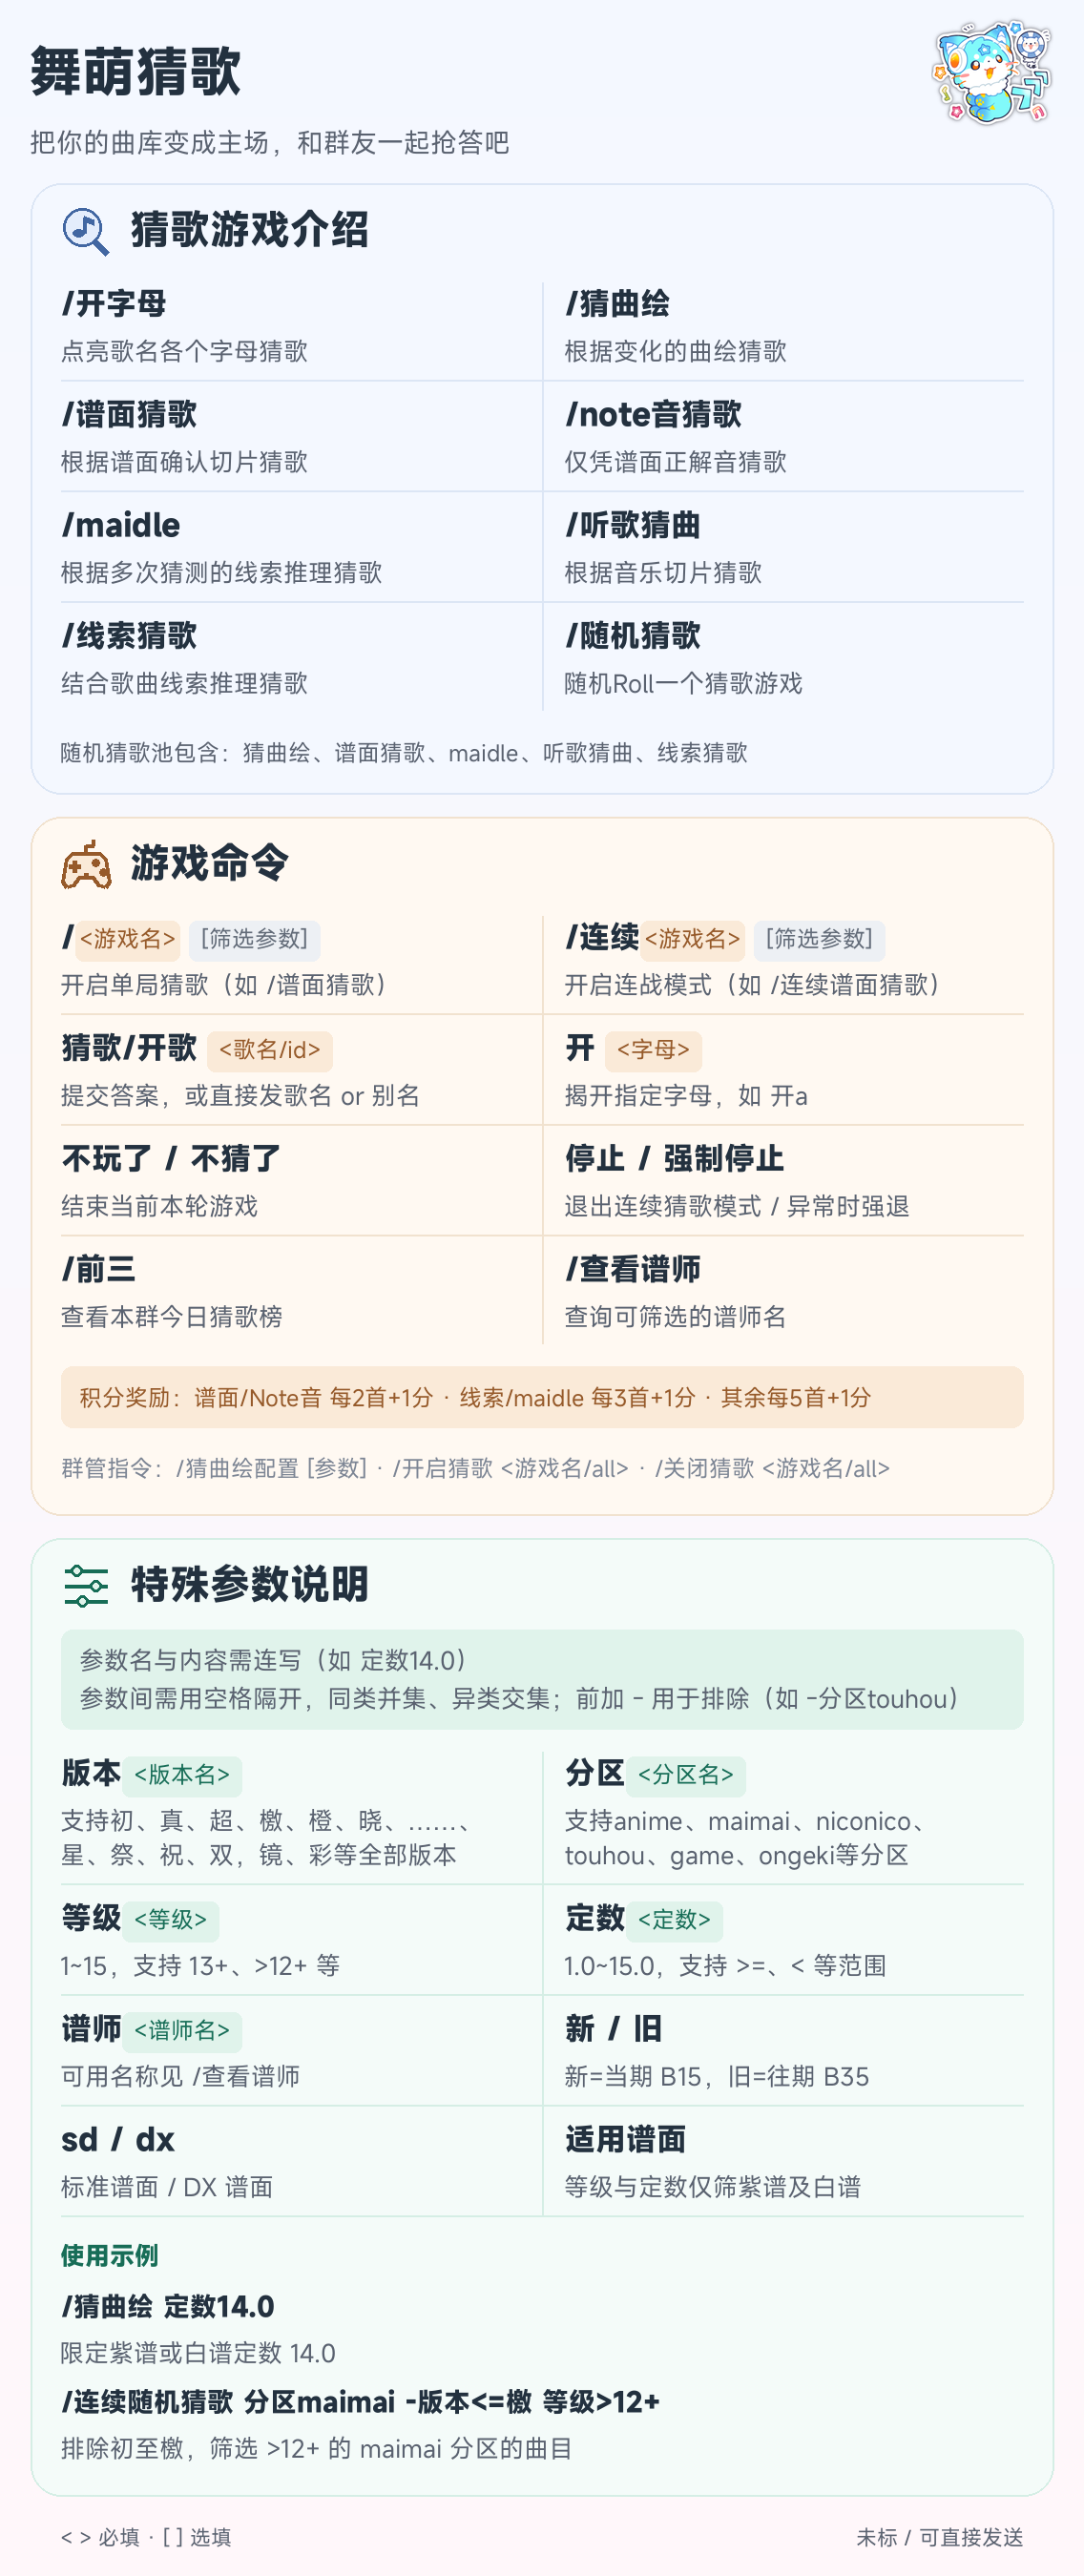 舞萌猜歌
把你的曲库变成主场，和群友一起抢答吧
猜歌游戏介绍
/开字母
点亮歌名各个字母猜歌
/猜曲绘
根据变化的曲绘猜歌
/谱面猜歌
根据谱面确认切片猜歌
/note音猜歌
仅凭谱面正解音猜歌
/maidle
根据多次猜测的线索推理猜歌
/听歌猜曲
根据音乐切片猜歌
/线索猜歌
结合歌曲线索推理猜歌
/随机猜歌
随机Roll一个猜歌游戏
随机猜歌池包含：猜曲绘、谱面猜歌、maidle、听歌猜曲、线索猜歌
游戏命令
/<游戏名> [筛选参数]
开启单局猜歌（如 /谱面猜歌）
/连续<游戏名> [筛选参数]
开启连战模式（如 /连续谱面猜歌）
猜歌/开歌 <歌名/id>
提交答案，或直接发歌名 or 别名
开 <字母>
揭开指定字母，如 开a
不玩了 / 不猜了
结束当前本轮游戏
停止 / 强制停止
退出连续猜歌模式 / 异常时强退
/前三
查看本群今日猜歌榜
/查看谱师
查询可筛选的谱师名
积分奖励：谱面/Note音 每2首+1分 · 线索/maidle 每3首+1分 · 其余每5首+1分
群管指令：/猜曲绘配置 [参数] · /开启猜歌 <游戏名/all> · /关闭猜歌 <游戏名/all>
特殊参数说明
参数名与内容需连写（如 定数14.0）
参数间需用空格隔开，同类并集、异类交集；前加 - 用于排除（如 -分区touhou）
版本<版本名>
支持初、真、超、檄、橙、晓、……、
星、祭、祝、双，镜、彩等全部版本
分区<分区名>
支持anime、maimai、niconico、
touhou、game、ongeki等分区
等级<等级>
1~15，支持 13+、>12+ 等
定数<定数>
1.0~15.0，支持 >=、< 等范围
谱师<谱师名>
可用名称见 /查看谱师
新 / 旧
新=当期 B15，旧=往期 B35
sd / dx
标准谱面 / DX 谱面
适用谱面
等级与定数仅筛紫谱及白谱
使用示例
/猜曲绘 定数14.0
限定紫谱或白谱定数 14.0
/连续随机猜歌 分区maimai -版本<=檄 等级>12+
排除初至檄，筛选 >12+ 的 maimai 分区的曲目
< > 必填 · [ ] 选填
未标 / 可直接发送